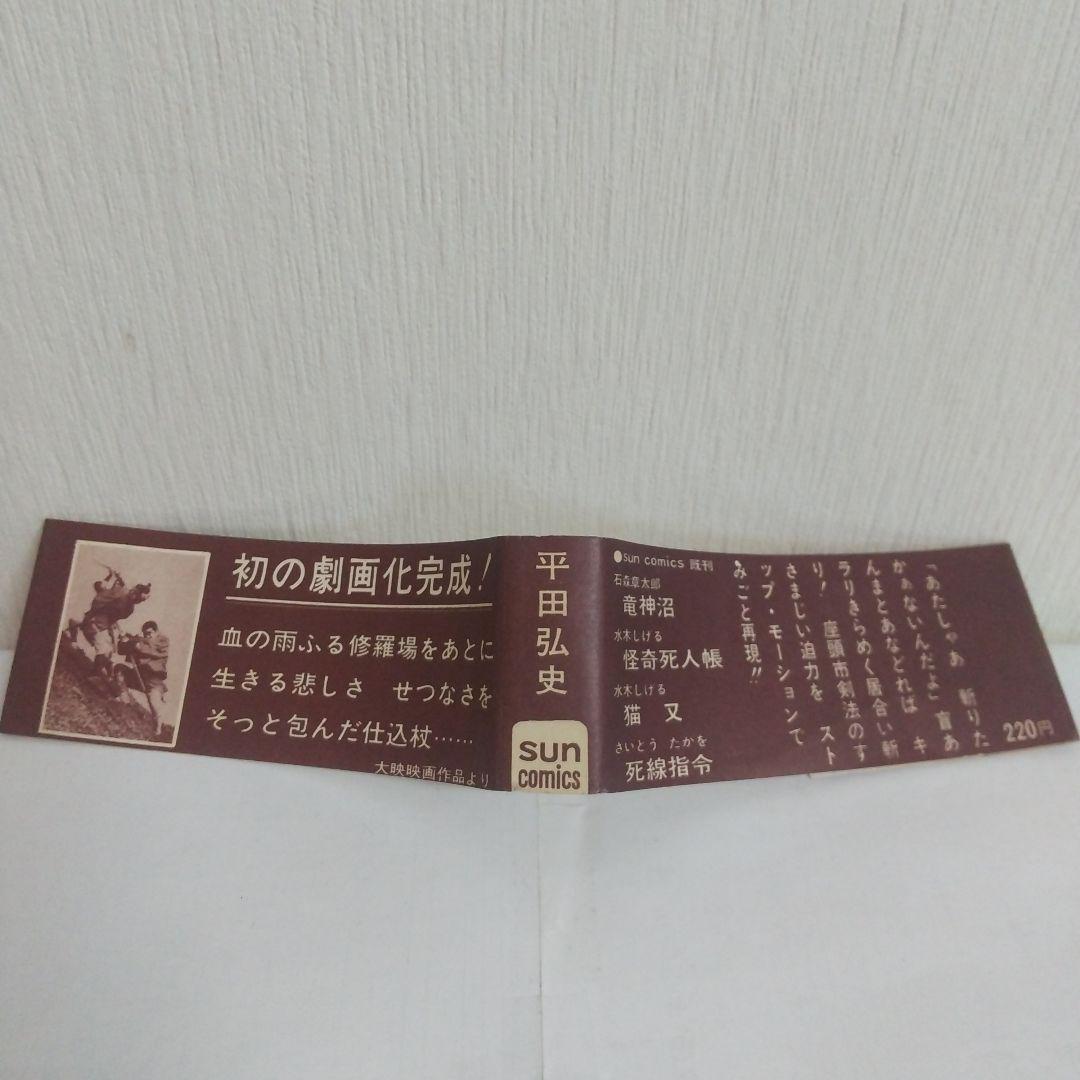 初の劇画化完成!
血の雨ふる修羅場をあとに
生きる悲しさ　せつなさを
そっと包んだ仕込杖……
大映映画作品より
平田弘史
sun
comics
●sun comics 既刊
石森章太郎
竜神沼
水木しげる
怪奇死人帳
水木しげる
猫又
さいとう たかを
死線指令
「あたしゃあ　斬りた
かぁないんだよ」盲あ
んまとあなどれば　キ
ラリきらめく居合い斬
り!　座頭市剣法のす
さまじい迫力を　スト
ップ・モーションで
みごと再現!!
220円